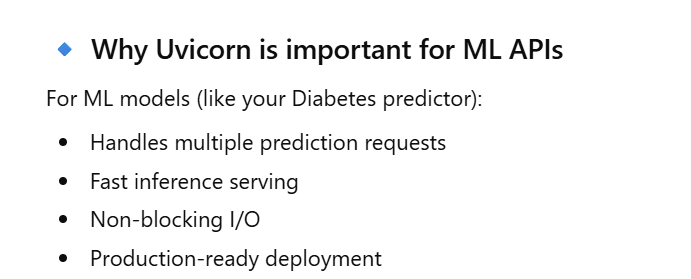 Why Uvicorn is important for ML APIs
For ML models (like your Diabetes predictor):
Handles multiple prediction requests
Fast inference serving
Non-blocking I/O
Production-ready deployment